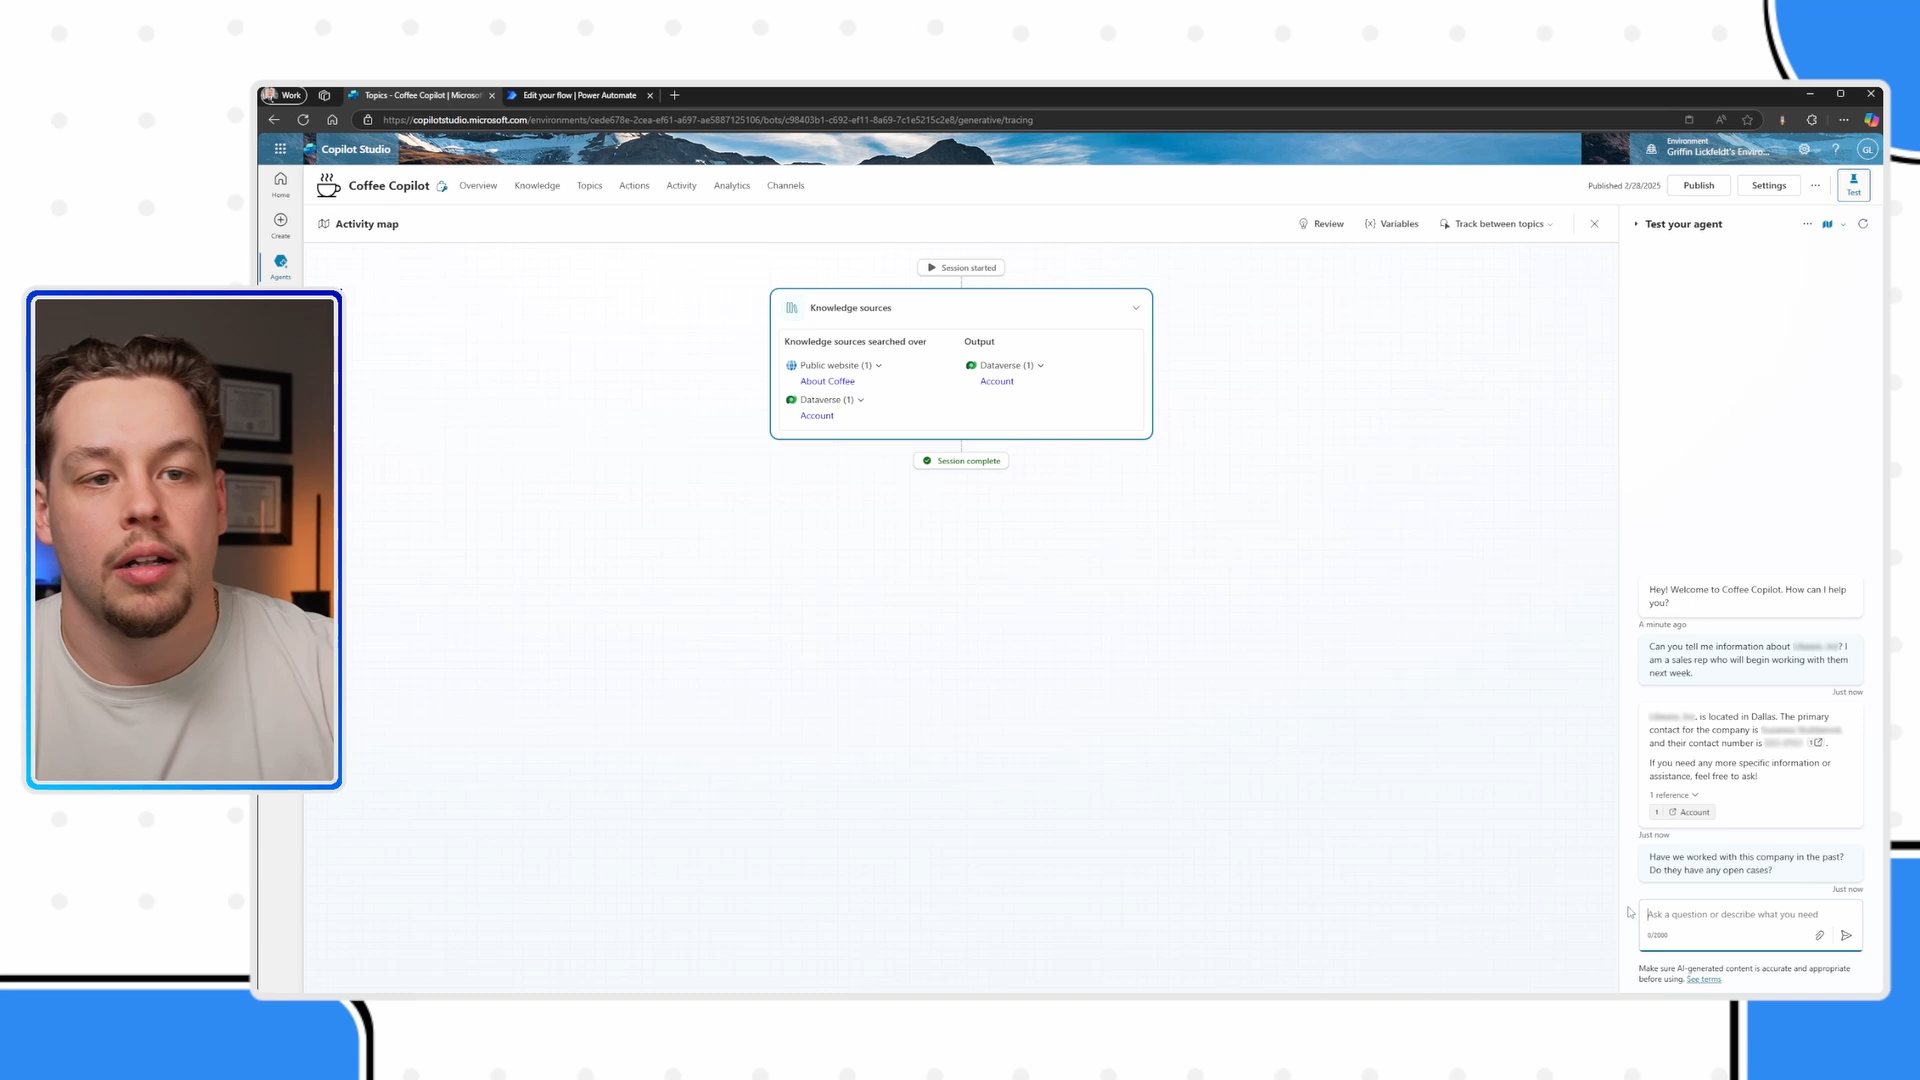 Work
Topics - Coffee Copilot | Microsof
Edit your flow | Power Automate
https://copilotstudio.microsoft.com/environments/cede678e-2cea-ef61-a697-ae5887125106/bots/c98403b1-c692-ef11-8a69-7c1e5215c2e8/generative/tracing
Copilot Studio
Environment
Griffin Lickfeldt's Enviro...
GL
Home
Create
Agents
Coffee Copilot
Overview
Knowledge
Topics
Actions
Activity
Analytics
Channels
Published 2/28/2025
Publish
Settings
Test
Activity map
Review
{x} Variables
Track between topics
Test your agent
Session started
Knowledge sources
Knowledge sources searched over
Output
Public website (1)
About Coffee
Dataverse (1)
Account
Dataverse (1)
Account
Session complete
Hey! Welcome to Coffee Copilot. How can I help
you?
A minute ago
Can you tell me information about ? I
am a sales rep who will begin working with them
next week.
Just now
. is located in Dallas. The primary
contact for the company is
and their contact number is 1 .
If you need any more specific information or
assistance, feel free to ask!
1 reference
1 Account
Just now
Have we worked with this company in the past?
Do they have any open cases?
Just now
Ask a question or describe what you need
0/2000
Make sure AI-generated content is accurate and appropriate
before using. See terms